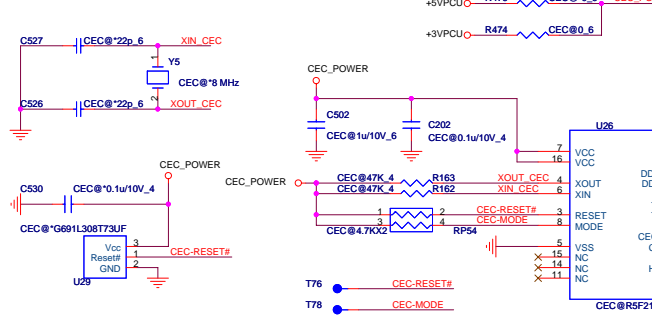 +5VPCU
+3VPCU R474 CEC@0_6
C527 CEC@*22p_6 XIN_CEC
1
Y5
CEC@*8 MHz
2
C526 CEC@*22p_6 XOUT_CEC
CEC_POWER
C502
CEC@1u/10V_6
C202
CEC@0.1u/10V_4
U26
7 VCC
16 VCC
CEC_POWER
CEC@47K_4 R163 XOUT_CEC 4 XOUT
CEC@47K_4 R162 XIN_CEC 6 XIN
1 2 CEC-RESET# 3 RESET
3 4 CEC-MODE 8 MODE
CEC@4.7KX2 RP54
5 VSS
15 NC
14 NC
11 NC
CEC@R5F21
CEC_POWER
C530 CEC@*0.1u/10V_4
CEC@*G691L308T73UF
Vcc 3
Reset# 1 CEC-RESET#
GND 2
U29
T76 CEC-RESET#
T78 CEC-MODE